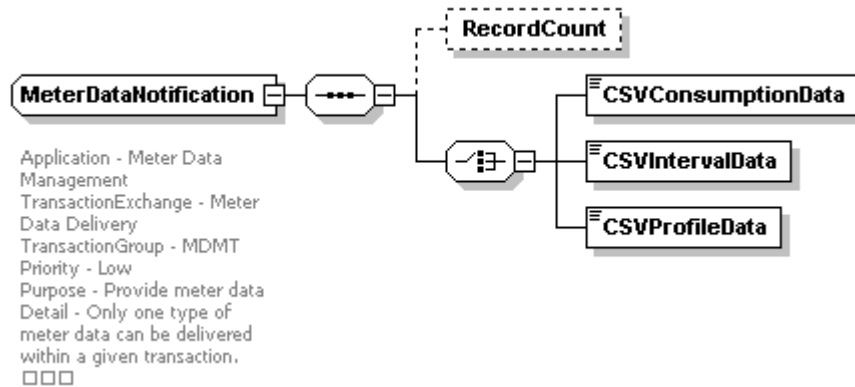 RecordCount
MeterDataNotification
CSVConsumptionData
CSVIntervalData
CSVProfileData
Application - Meter Data
Management
TransactionExchange - Meter
Data Delivery
TransactionGroup - MDMT
Priority - Low
Purpose - Provide meter data
Detail - Only one type of
meter data can be delivered
within a given transaction.